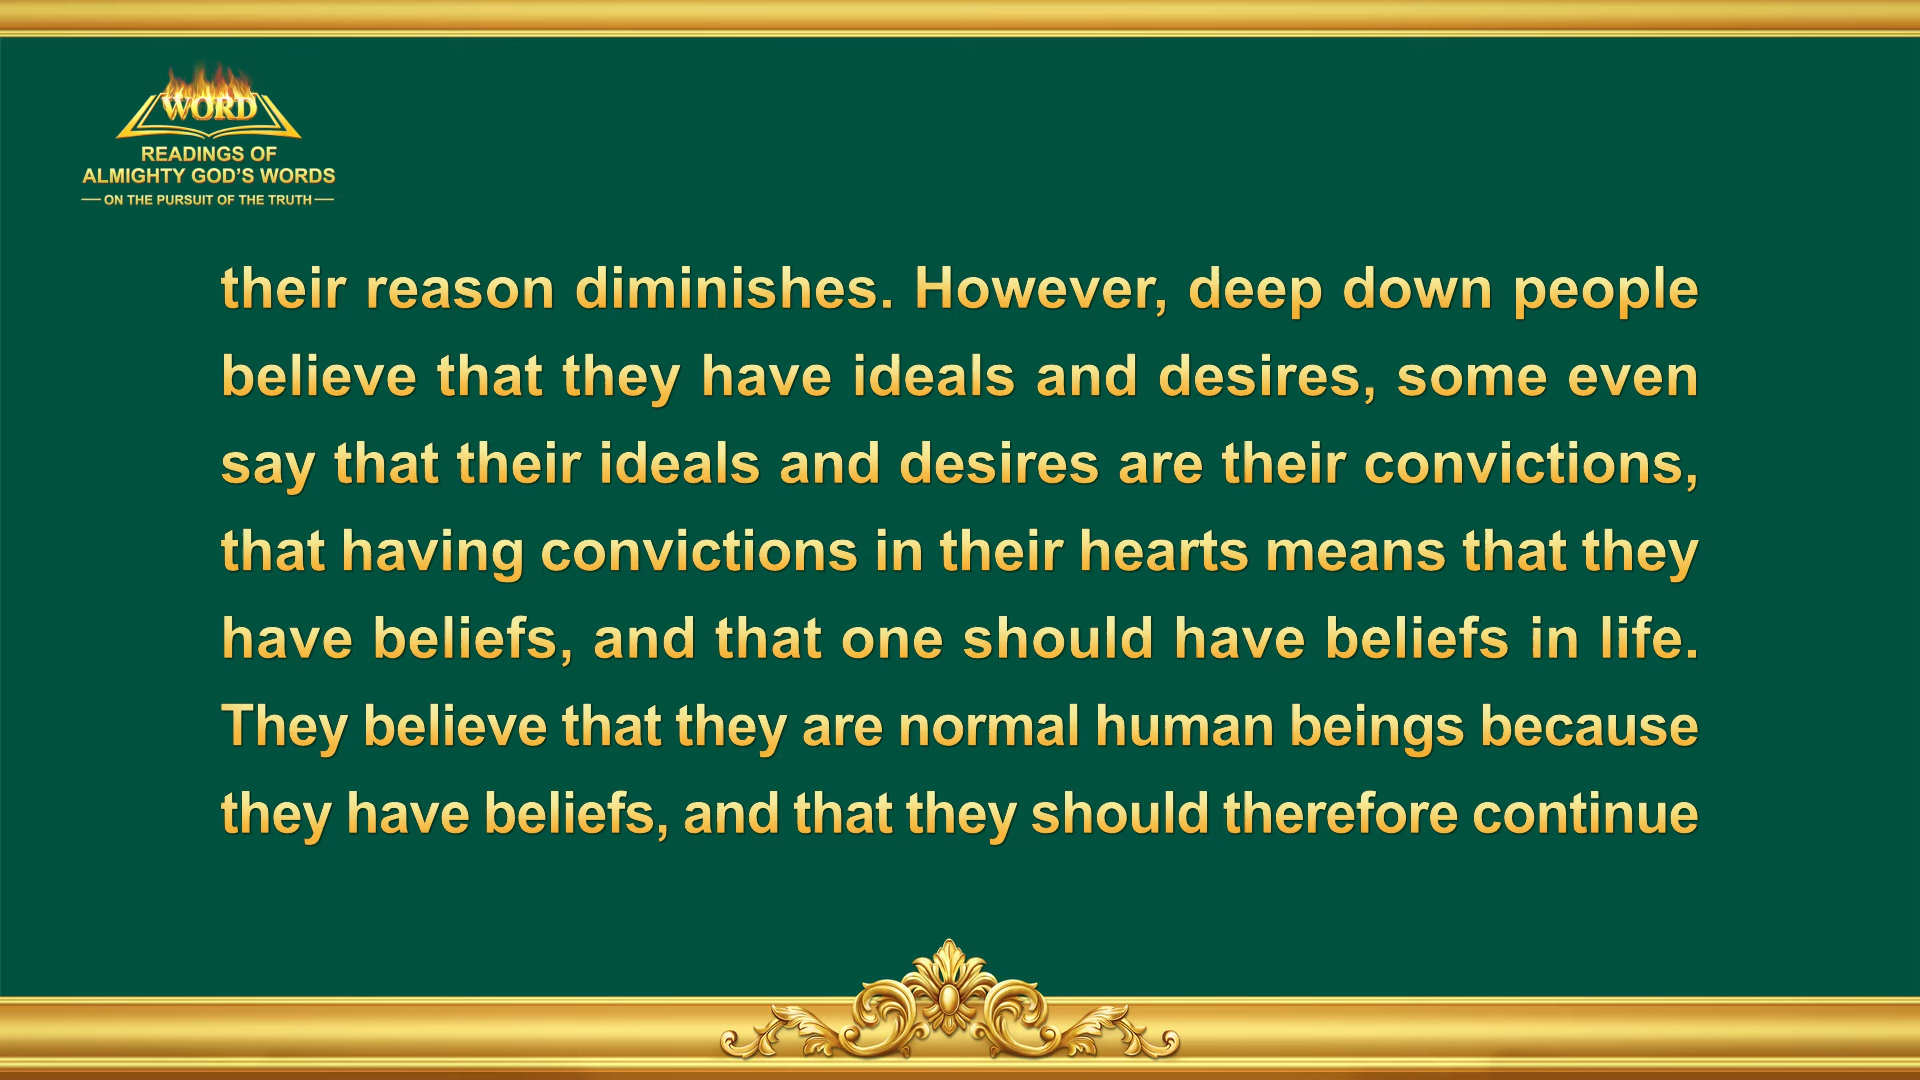 WORD
READINGS OF
ALMIGHTY GOD'S WORDS
— ON THE PURSUIT OF THE TRUTH —
their reason diminishes. However, deep down people
believe that they have ideals and desires, some even
say that their ideals and desires are their convictions,
that having convictions in their hearts means that they
have beliefs, and that one should have beliefs in life.
They believe that they are normal human beings because
they have beliefs, and that they should therefore continue